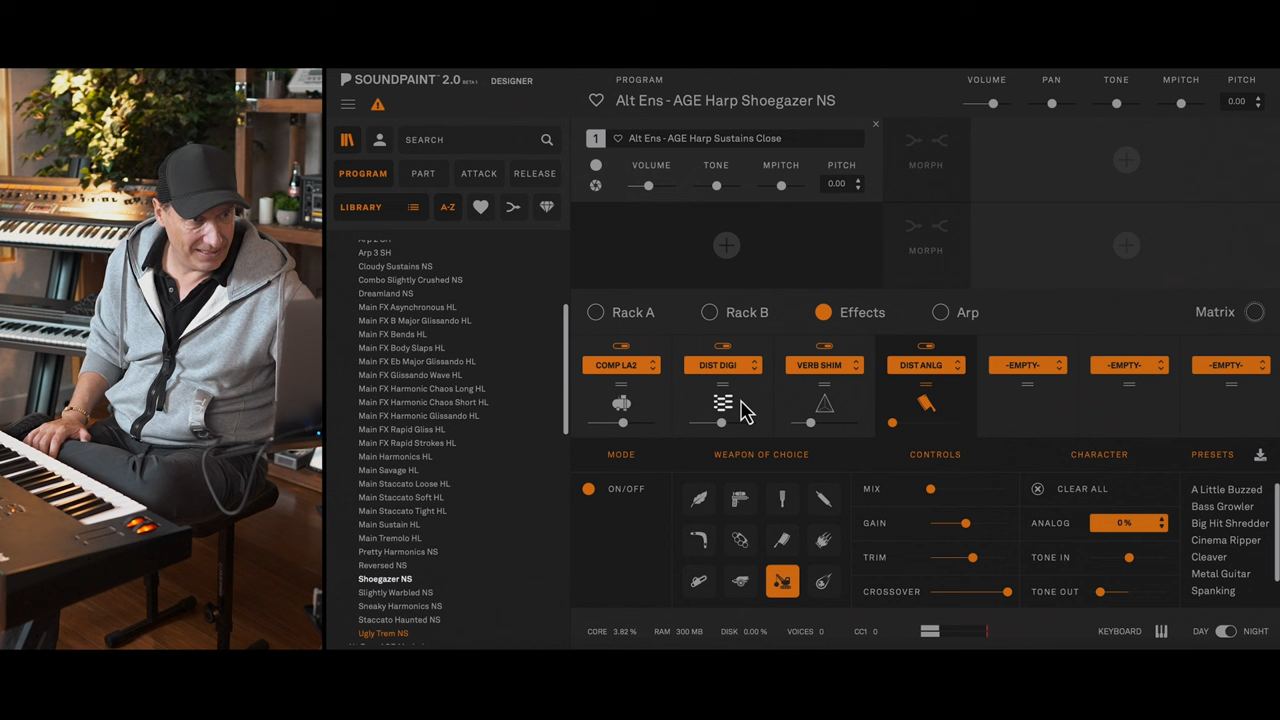 SOUNDPAINT™ 2.0 BETA 1 DESIGNER
SEARCH
PROGRAM PART ATTACK RELEASE
LIBRARY A-Z
Arp 2 SH
Arp 3 SH
Cloudy Sustains NS
Combo Slightly Crushed NS
Dreamland NS
Main FX Asynchronous HL
Main FX B Major Glissando HL
Main FX Bends HL
Main FX Body Slaps HL
Main FX Eb Major Glissando HL
Main FX Glissando Wave HL
Main FX Harmonic Chaos Long HL
Main FX Harmonic Chaos Short HL
Main FX Harmonic Glissando HL
Main FX Rapid Gliss HL
Main FX Rapid Strokes HL
Main Harmonics HL
Main Savage HL
Main Staccato Loose HL
Main Staccato Soft HL
Main Staccato Tight HL
Main Sustain HL
Main Tremolo HL
Pretty Harmonics NS
Reversed NS
Shoegazer NS
Slightly Warbled NS
Sneaky Harmonics NS
Staccato Haunted NS
Ugly Trem NS
PROGRAM
Alt Ens - AGE Harp Shoegazer NS
VOLUME PAN TONE MPITCH PITCH
0.00
1 Alt Ens - AGE Harp Sustains Close
VOLUME TONE MPITCH PITCH
0.00
MORPH
MORPH
Rack A Rack B Effects Arp Matrix
COMP LA2 DIST DIGI VERB SHIM DIST ANLG -EMPTY- -EMPTY- -EMPTY-
MODE WEAPON OF CHOICE CONTROLS CHARACTER PRESETS
ON/OFF
MIX
GAIN
TRIM
CROSSOVER
CLEAR ALL
ANALOG 0 %
TONE IN
TONE OUT
A Little Buzzed
Bass Growler
Big Hit Shredder
Cinema Ripper
Cleaver
Metal Guitar
Spanking
CORE 3.82 % RAM 300 MB DISK 0.00 % VOICES 0 CC1 0 KEYBOARD DAY NIGHT